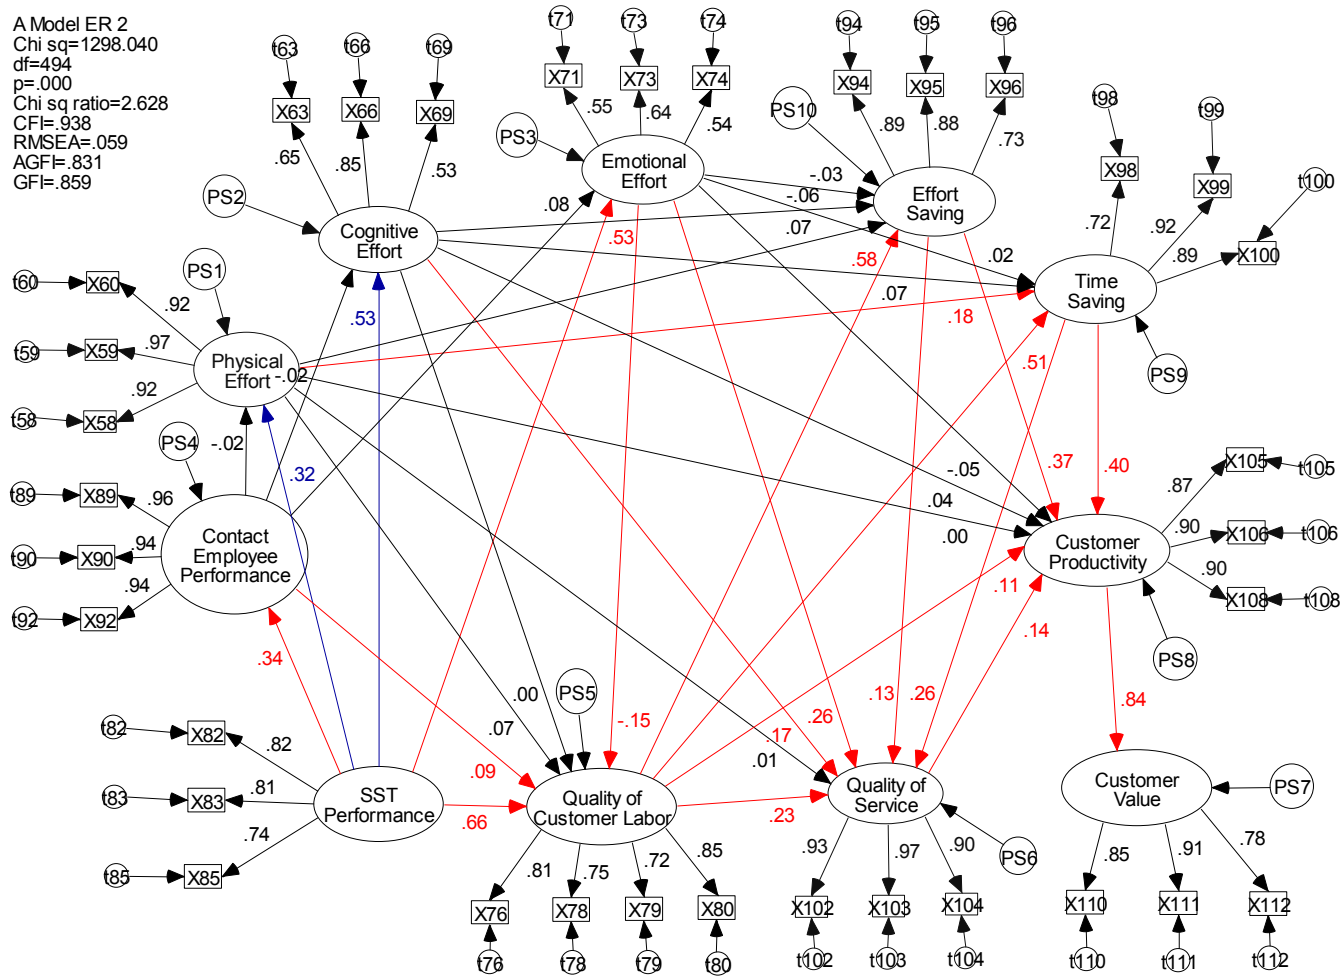 A Model ER 2
Chi sq=1298.040
df=494
p=.000
Chi sq ratio=2.628
CFI=.938
RMSEA=.059
AGFI=.831
GFI=.859
t63
t66
t69
X63
X66
X69
.65
.85
.53
PS2
Cognitive
Effort
t71
t73
t74
X71
X73
X74
.55
.64
.54
PS3
Emotional
Effort
t94
t95
t96
X94
X95
X96
.89
.88
.73
PS10
Effort
Saving
t98
t99
t100
X98
X99
X100
.72
.92
.89
Time
Saving
PS9
-.03
-.06
.07
.02
.07
.18
.08
.53
.58
.51
.53
t60
X60
.92
PS1
t59
X59
.97
Physical
Effort
-.02
t58
X58
.92
-.02
.32
PS4
t89
X89
.96
t90
X90
.94
t92
X92
.94
Contact
Employee
Performance
.34
-.05
.04
.00
.37
.40
.87
.90
.90
X105
t105
X106
t106
X108
t108
Customer
Productivity
PS8
.11
.14
.84
.00
.07
.09
PS5
-.15
.17
.01
.26
.13
.26
t82
X82
.82
t83
X83
.81
t85
X85
.74
SST
Performance
.66
Quality of
Customer Labor
.23
Quality of
Service
PS6
Customer
Value
PS7
.81
.75
.72
.85
X76
X78
X79
X80
t76
t78
t79
t80
.93
.97
.90
X102
X103
X104
t102
t103
t104
.85
.91
.78
X110
X111
X112
t110
t111
t112